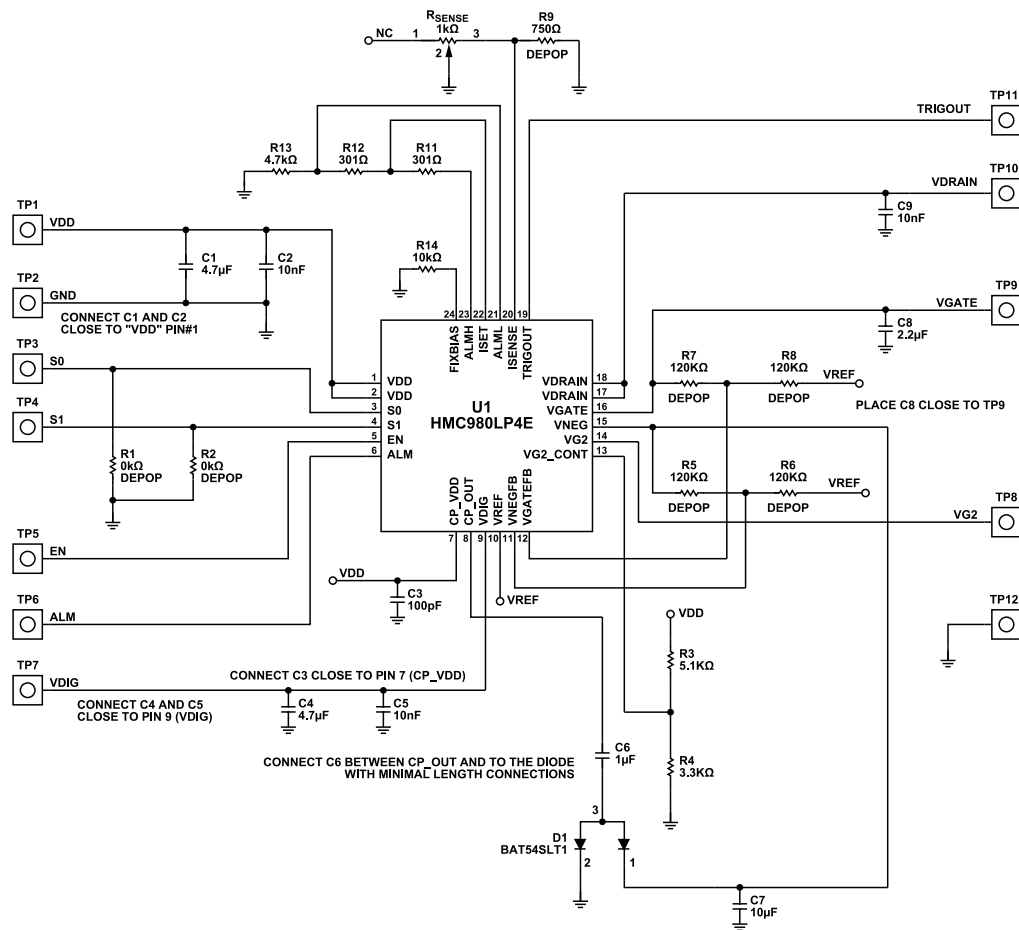 R_SENSE
1kΩ
NC
1
3
2
R9
750Ω
DEPOP
TP11
TRIGOUT
R13
4.7kΩ
R12
301Ω
R11
301Ω
TP10
VDRAIN
C9
10nF
TP1
VDD
C1
4.7µF
C2
10nF
R14
10kΩ
TP2
GND
CONNECT C1 AND C2
CLOSE TO "VDD" PIN#1
TP9
VGATE
C8
2.2µF
24 23 22 21 20 19
FIXBIAS
ALMH
ISET
ALML
ISENSE
TRIGOUT
TP3
S0
TP4
S1
R1
0kΩ
DEPOP
R2
0kΩ
DEPOP
1 VDD
2 VDD
3 S0
4 S1
5 EN
6 ALM
U1
HMC980LP4E
VDRAIN 18
VDRAIN 17
VGATE 16
VNEG 15
VG2 14
VG2_CONT 13
R7
120KΩ
DEPOP
R8
120KΩ
DEPOP
VREF
PLACE C8 CLOSE TO TP9
R5
120KΩ
DEPOP
R6
120KΩ
DEPOP
VREF
TP8
VG2
CP_VDD
CP_OUT
VDIG
VREF
VNEGFB
VGATEFB
7 8 9 10 11 12
TP5
EN
VDD
C3
100pF
VREF
TP6
ALM
TP12
VDD
R3
5.1KΩ
TP7
VDIG
CONNECT C3 CLOSE TO PIN 7 (CP_VDD)
CONNECT C4 AND C5
CLOSE TO PIN 9 (VDIG)
C4
4.7µF
C5
10nF
C6
1µF
CONNECT C6 BETWEEN CP_OUT AND TO THE DIODE
WITH MINIMAL LENGTH CONNECTIONS
R4
3.3KΩ
3
D1
BAT54SLT1
2
1
C7
10µF